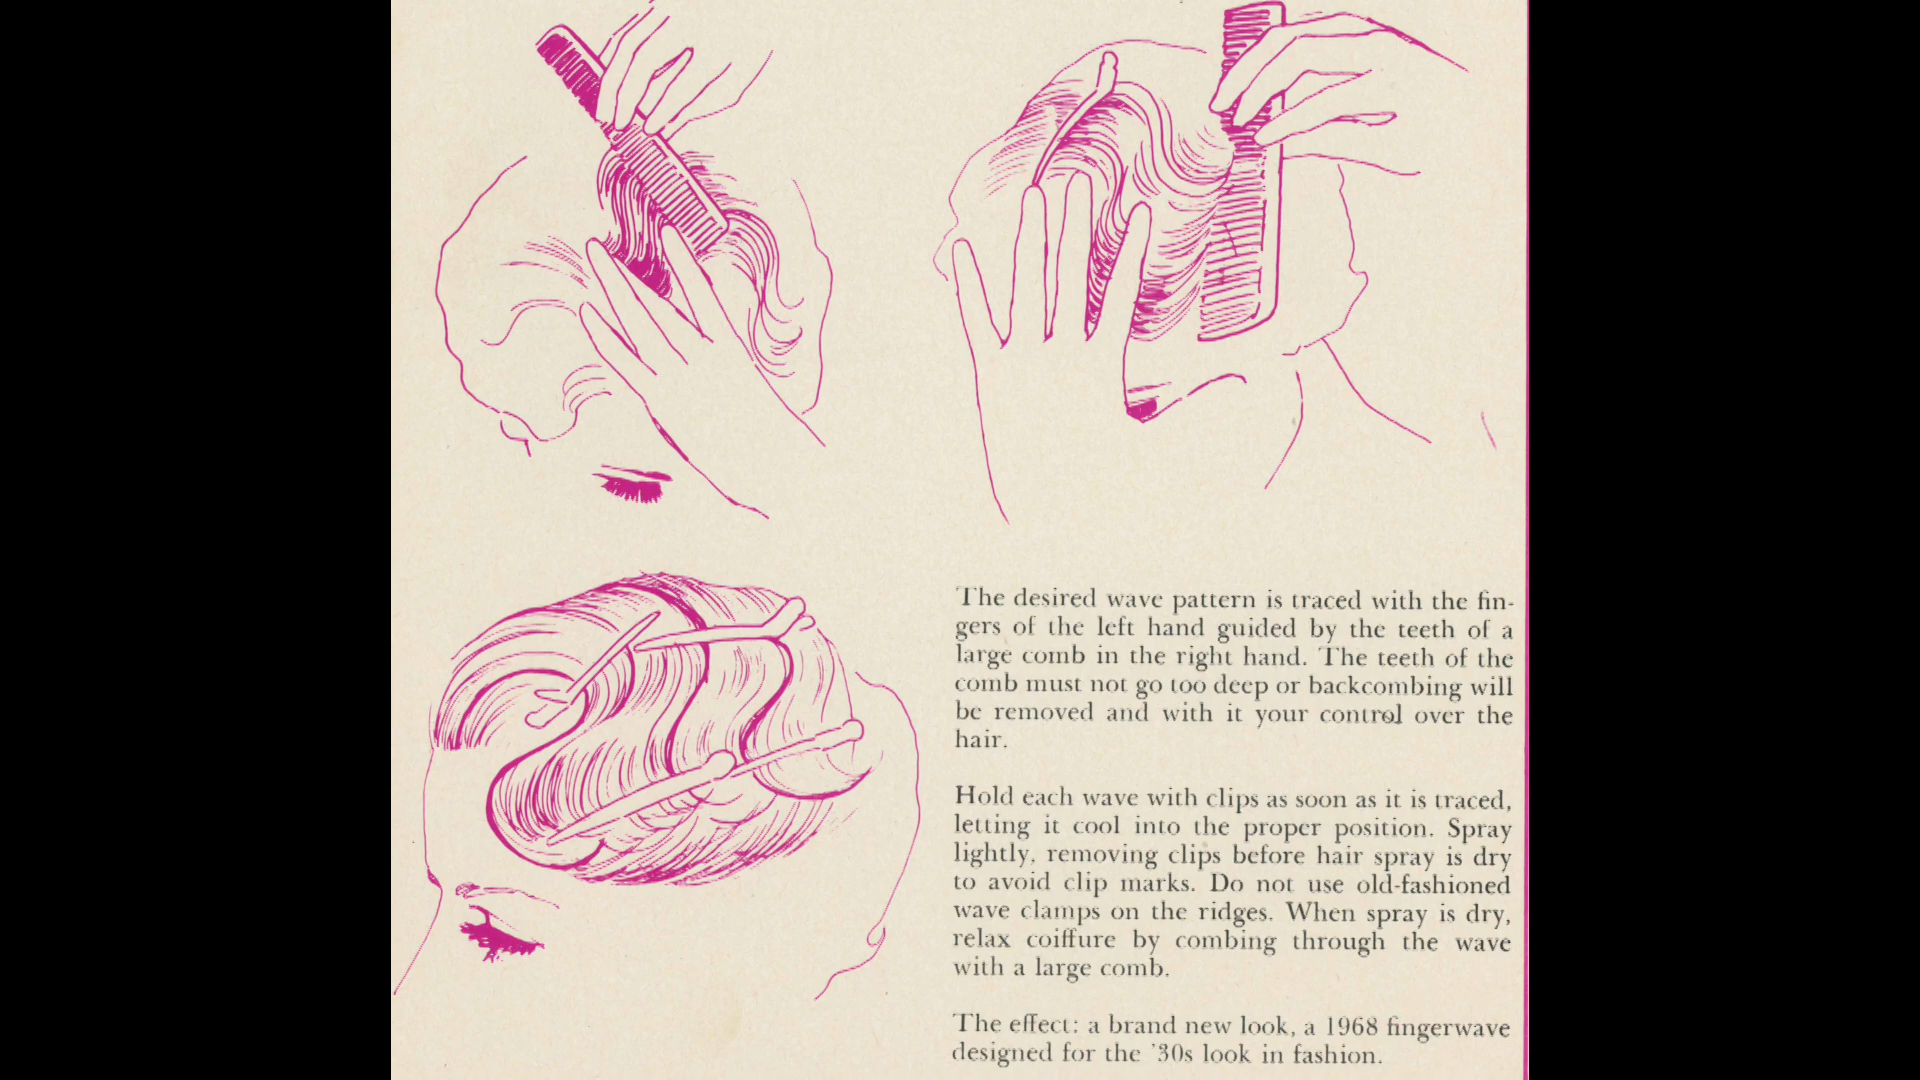 The desired wave pattern is traced with the fin-
gers of the left hand guided by the teeth of a
large comb in the right hand. The teeth of the
comb must not go too deep or backcombing will
be removed and with it your control over the
hair.
Hold each wave with clips as soon as it is traced,
letting it cool into the proper position. Spray
lightly, removing clips before hair spray is dry
to avoid clip marks. Do not use old-fashioned
wave clamps on the ridges. When spray is dry,
relax coiffure by combing through the wave
with a large comb.
The effect: a brand new look, a 1968 fingerwave
designed for the '30s look in fashion.